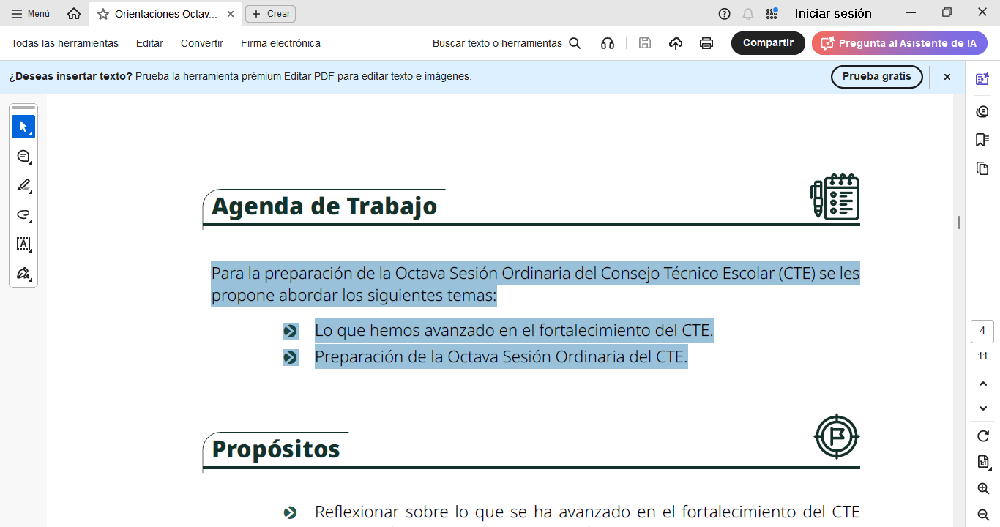 Menú
Orientaciones Octav...
Crear
Iniciar sesión
Todas las herramientas
Editar
Convertir
Firma electrónica
Buscar texto o herramientas
Compartir
Pregunta al Asistente de IA
¿Deseas insertar texto? Prueba la herramienta prémium Editar PDF para editar texto e imágenes.
Prueba gratis
Agenda de Trabajo
Para la preparación de la Octava Sesión Ordinaria del Consejo Técnico Escolar (CTE) se les
propone abordar los siguientes temas:
Lo que hemos avanzado en el fortalecimiento del CTE.
Preparación de la Octava Sesión Ordinaria del CTE.
Propósitos
Reflexionar sobre lo que se ha avanzado en el fortalecimiento del CTE
4
11
1:1